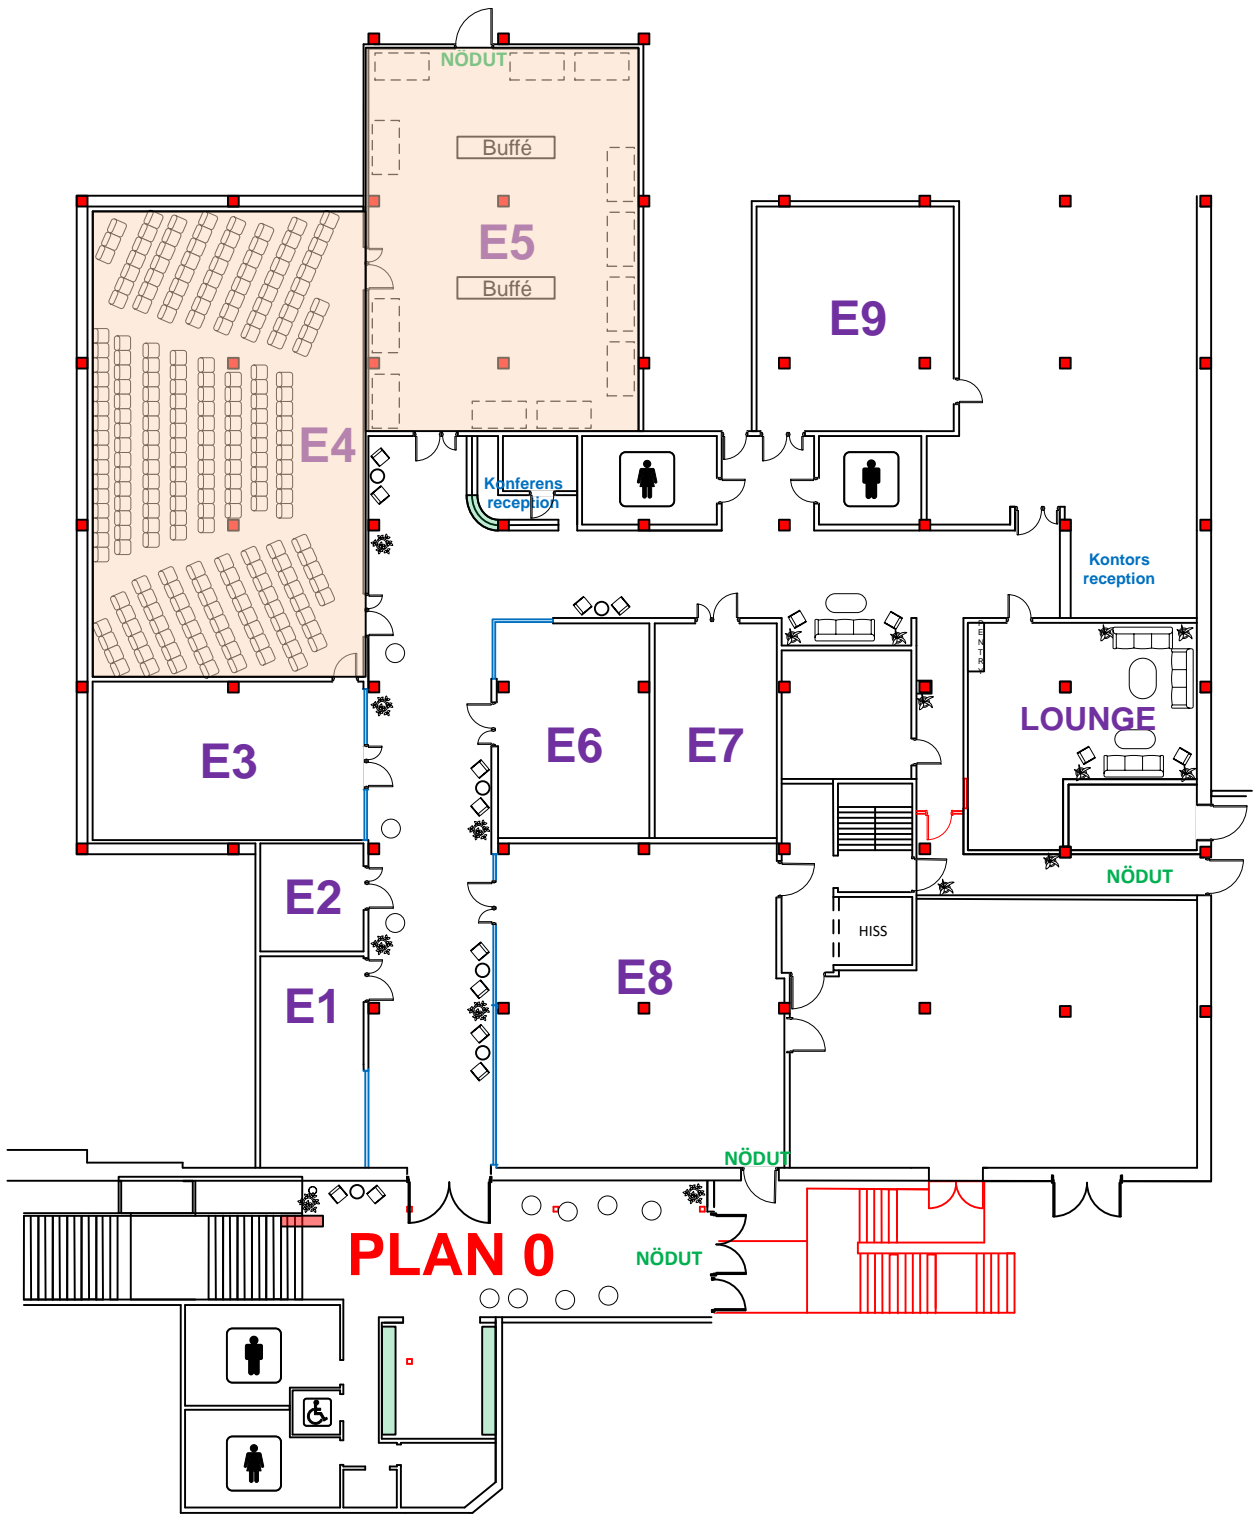 NÖDUT
Buffé
E5
Buffé
E9
E4
Konferens
reception
Kontors
reception
PENTRY
LOUNGE
E6
E7
E3
E2
NÖDUT
HISS
E8
E1
NÖDUT
PLAN 0
NÖDUT